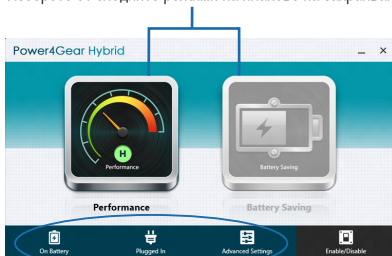 Power4Gear Hybrid
H
Performance
Battery Saving
Performance
Battery Saving
On Battery
Plugged In
Advanced Settings
Enable/Disable